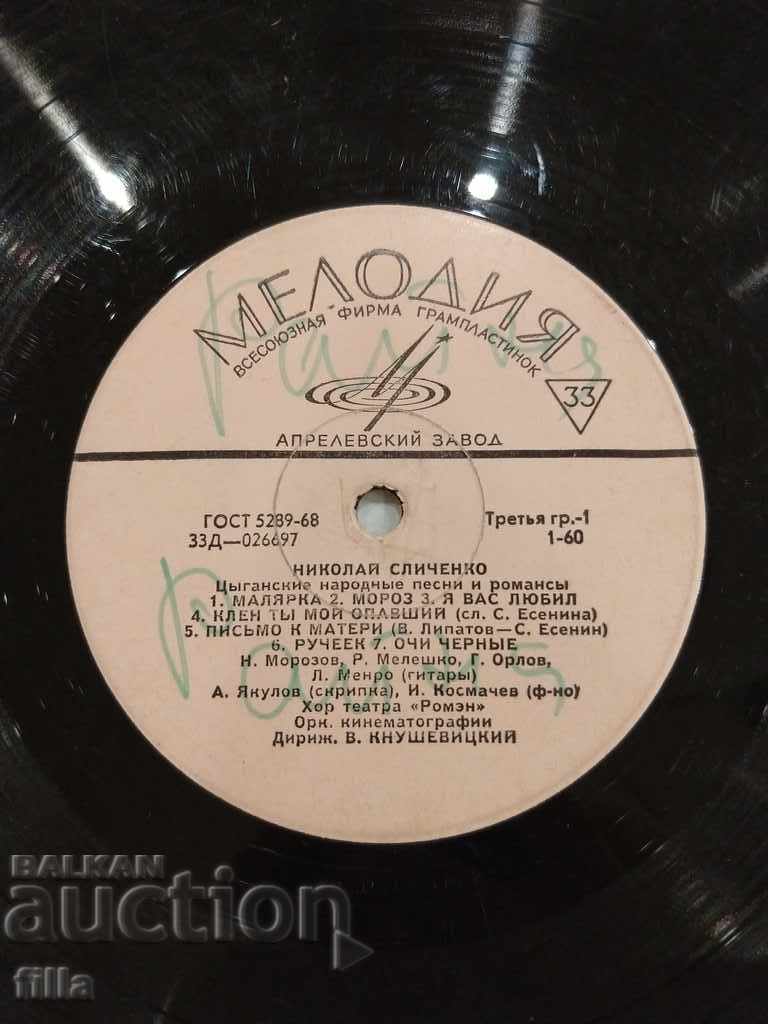 МЕЛОДИЯ
ВСЕСОЮЗНАЯ ФИРМА ГРАМПЛАСТИНОК
33
АПРЕЛЕВСКИЙ ЗАВОД
ГОСТ 5289-68
Третья гр.-1
33Д—026697
1-60
НИКОЛАЙ СЛИЧЕНКО
Цыганские народные песни и романсы
1. МАЛЯРКА 2. МОРОЗ 3. Я ВАС ЛЮБИЛ
4. КЛЕН ТЫ МОЙ ОПАВШИЙ (сл. С. Есенина)
5. ПИСЬМО К МАТЕРИ (В. Липатов—С. Есенин)
6. РУЧЕЕК 7. ОЧИ ЧЕРНЫЕ
Н. Морозов, Р. Мелешко, Г. Орлов,
Л. Менро (гитары)
А. Якулов (скрипка), И. Космачев (ф-но)
Хор театра «Ромэн»
Орк. кинематографии
Дириж. В. КНУШЕВИЦКИЙ
BALKAN
auction
filla